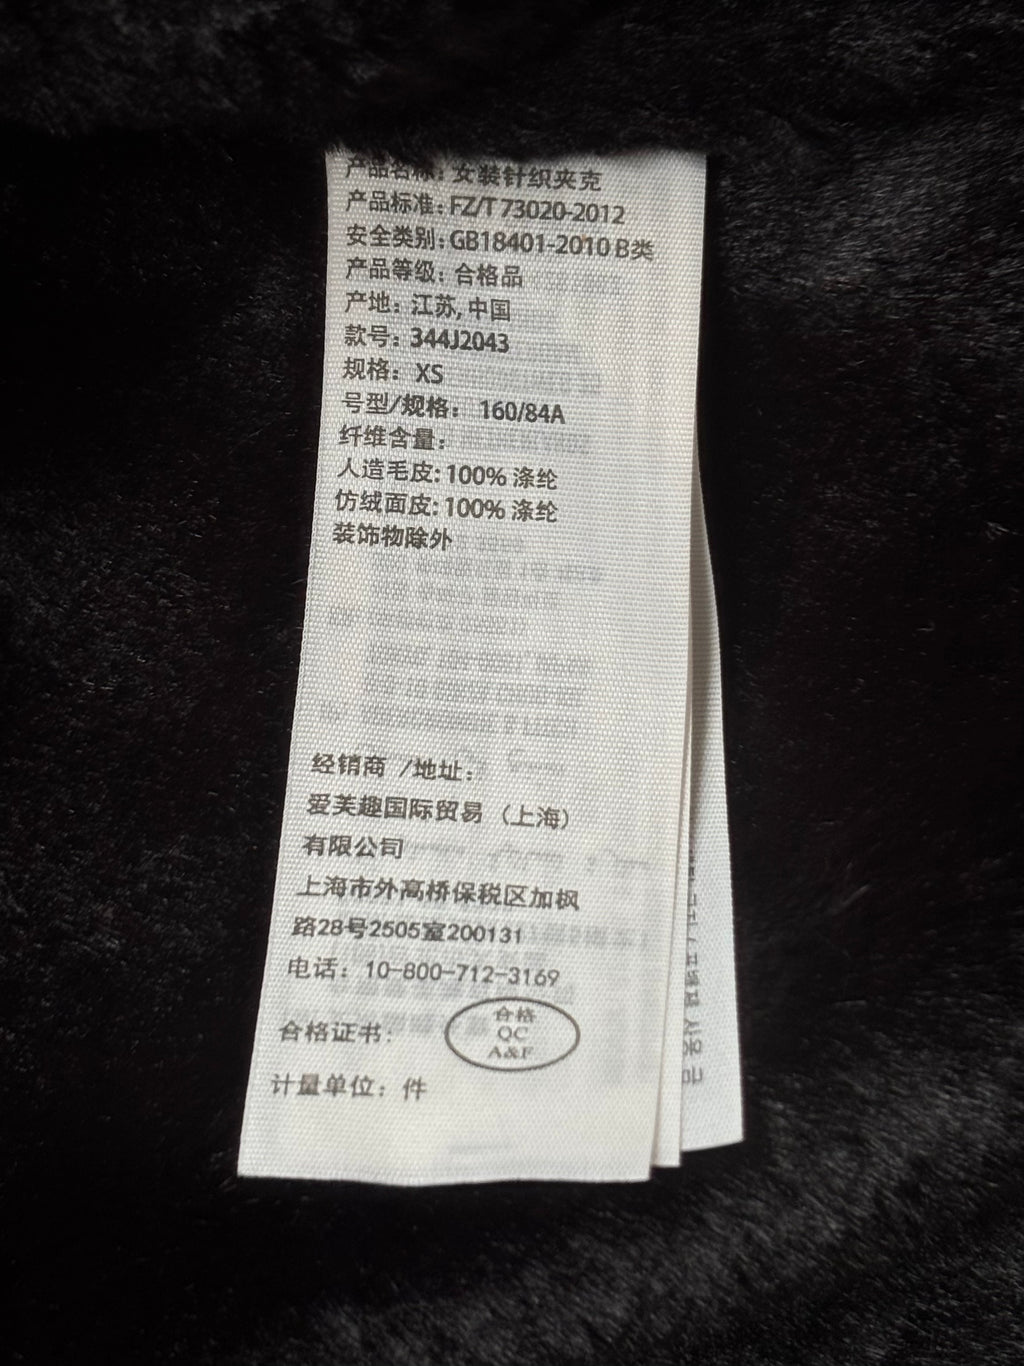 产品名称: 女装针织夹克
产品标准: FZ/T 73020-2012
安全类别: GB18401-2010 B类
产品等级: 合格品
产地: 江苏, 中国
款号: 344J2043
规格: XS
号型/规格: 160/84A
纤维含量:
人造毛皮: 100% 涤纶
仿绒面皮: 100% 涤纶
装饰物除外
经销商 /地址:
爱芙趣国际贸易 (上海)
有限公司
上海市外高桥保税区加枫
路28号2505室200131
电话: 10-800-712-3169
合格证书:
合格
QC
A&F
计量单位: 件
사용 금